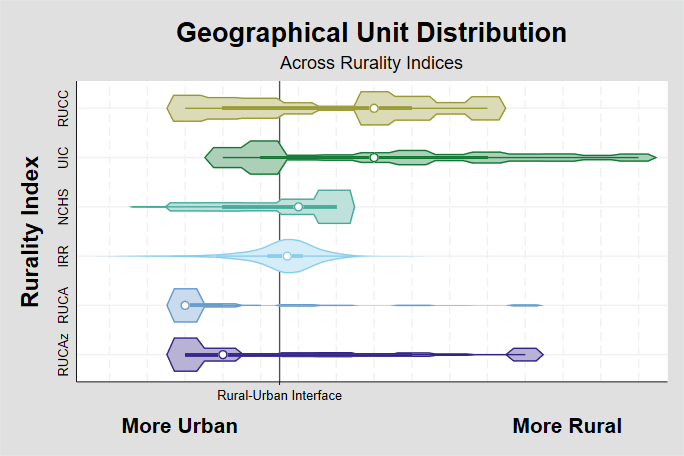 Geographical Unit Distribution
Across Rurality Indices
Rurality Index
RUCC
UIC
NCHS
IRR
RUCA
RUCAz
Rural-Urban Interface
More Urban
More Rural